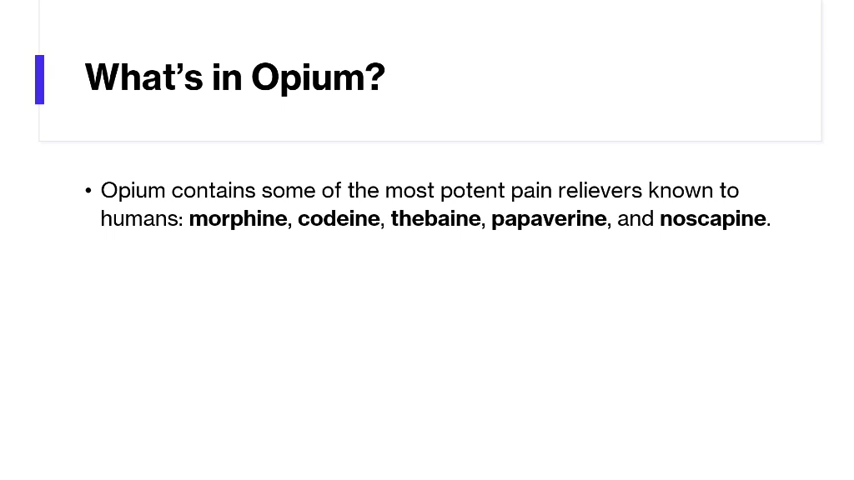 What’s in Opium?
• Opium contains some of the most potent pain relievers known to
humans: morphine, codeine, thebaine, papaverine, and noscapine.